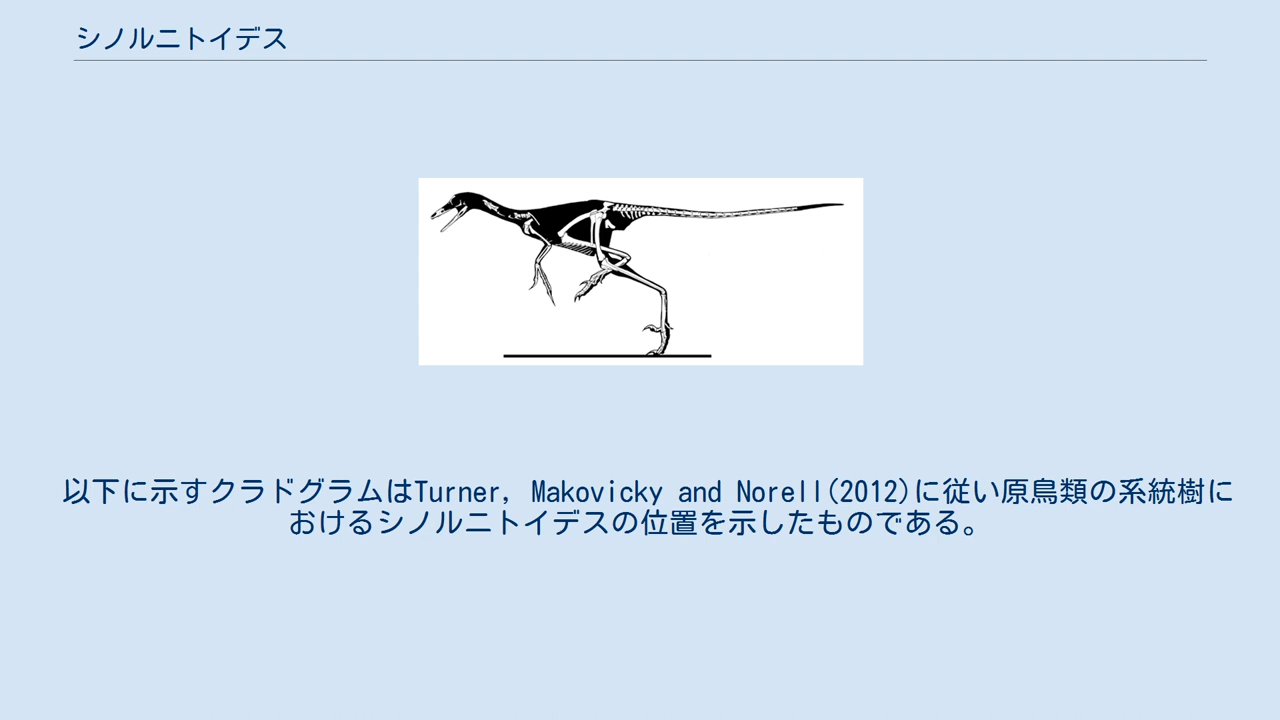 シノルニトイデス
以下に示すクラドグラムはTurner, Makovicky and Norell(2012)に従い原鳥類の系統樹に
おけるシノルニトイデスの位置を示したものである。